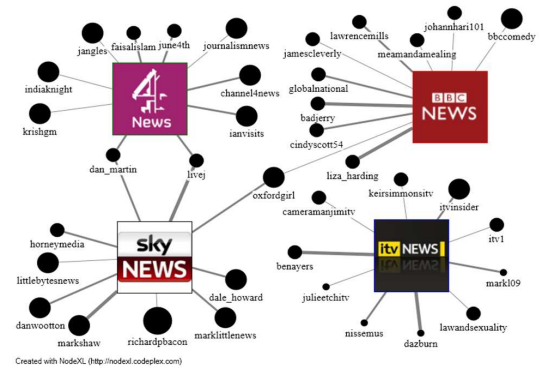 jangles
faisalislam
june4th
journalismnews
indiaknight
channel4news
krishgm
ianvisits
4
News
dan_martin
livej
lawrencemills
johannhari101
bbccomedy
jamescleverly
meamandamealing
globalnational
badjerry
cindyscott54
liza_harding
BBC
NEWS
oxfordgirl
horneymedia
littlebytesnews
danwootton
markshaw
richardpbacon
marklittlenews
dale_howard
sky
NEWS
keirsimmonsitv
cameramanjimitv
itvinsider
itv1
benayers
markl09
julieetchitv
nissemus
dazburn
lawandsexuality
itv NEWS
Created with NodeXL (http://nodexl.codeplex.com)